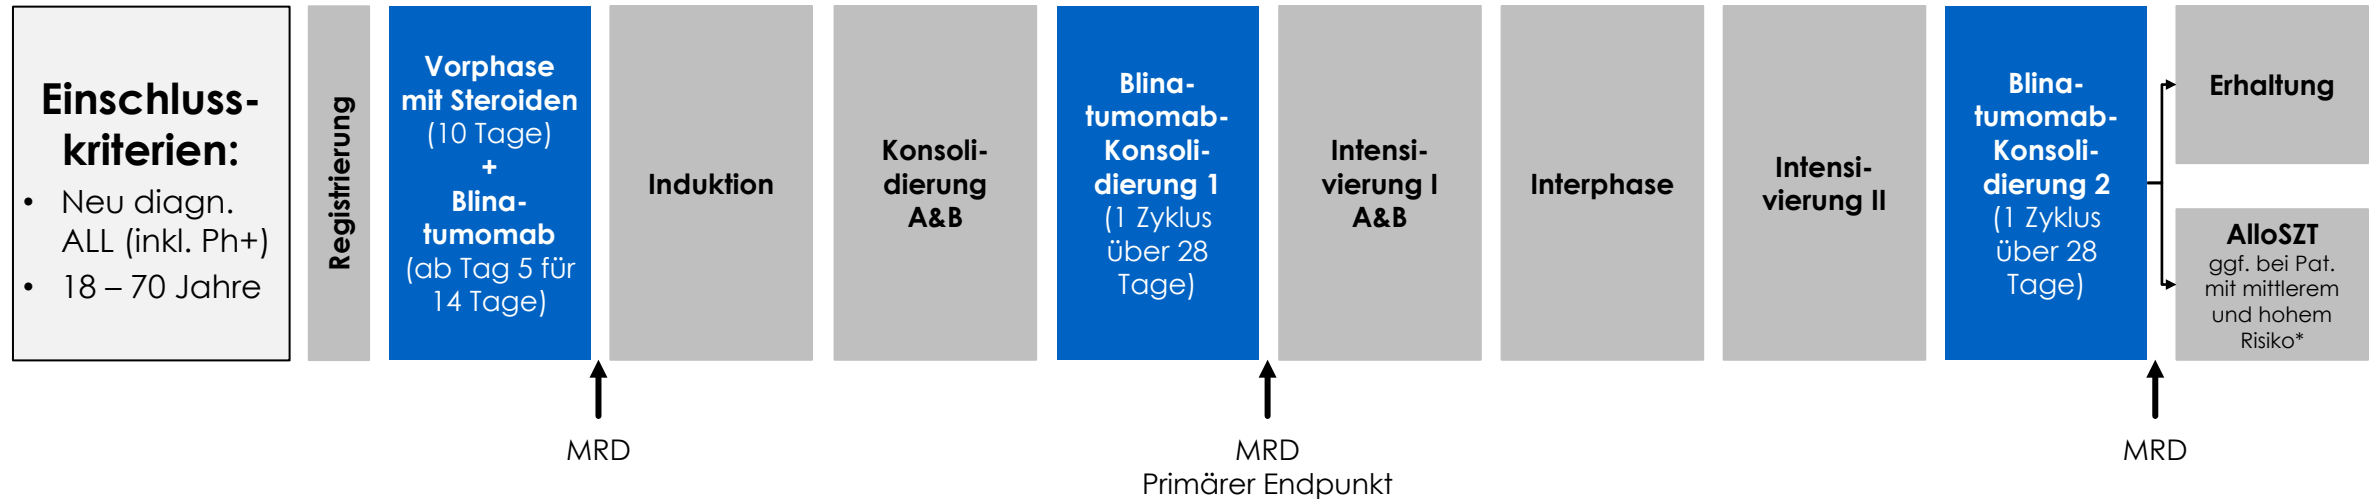 Einschluss-
kriterien:
• Neu diagn.
ALL (inkl. Ph+)
• 18 – 70 Jahre
Registrierung
Vorphase
mit Steroiden
(10 Tage)
+
Blina-
tumomab
(ab Tag 5 für
14 Tage)
Induktion
Konsoli-
dierung
A&B
Blina-
tumomab-
Konsoli-
dierung 1
(1 Zyklus
über 28
Tage)
Intensi-
vierung I
A&B
Interphase
Intensi-
vierung II
Blina-
tumomab-
Konsoli-
dierung 2
(1 Zyklus
über 28
Tage)
Erhaltung
AlloSZT
ggf. bei Pat.
mit mittlerem
und hohem
Risiko*
MRD
MRD
Primärer Endpunkt
MRD